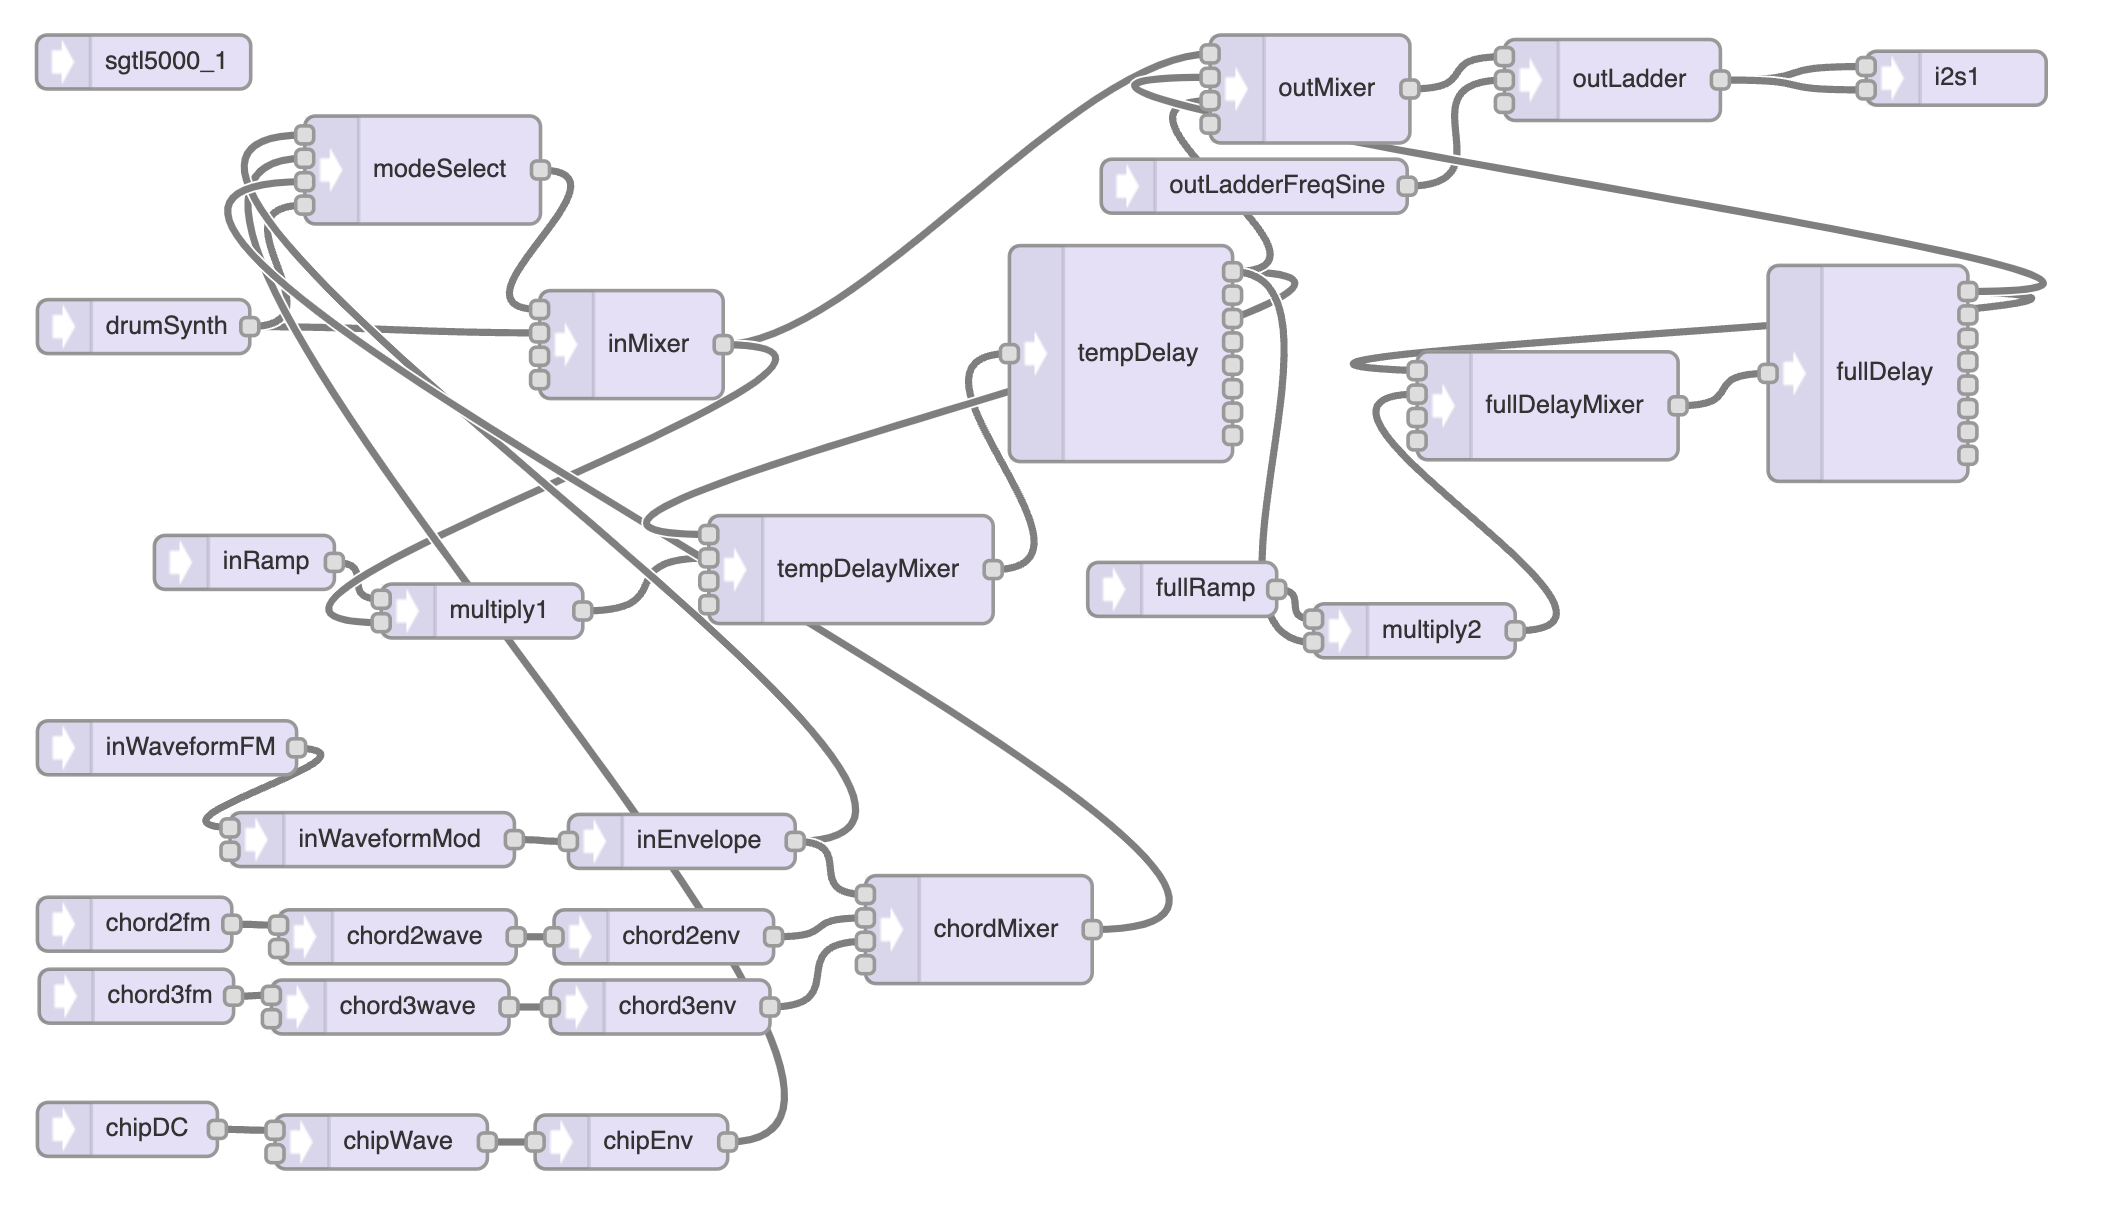 sgtl5000_1
outMixer
outLadder
i2s1
modeSelect
outLadderFreqSine
drumSynth
inMixer
tempDelay
fullDelayMixer
fullDelay
inRamp
multiply1
tempDelayMixer
fullRamp
multiply2
inWaveformFM
inWaveformMod
inEnvelope
chord2fm
chord2wave
chord2env
chordMixer
chord3fm
chord3wave
chord3env
chipDC
chipWave
chipEnv